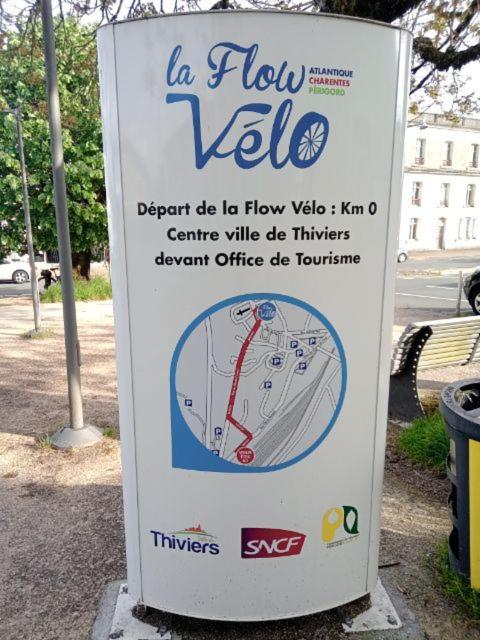 la Flow
Vélo
ATLANTIQUE
CHARENTES
PÉRIGORD
Départ de la Flow Vélo : Km 0
Centre ville de Thiviers
devant Office de Tourisme
Thiviers
SNCF